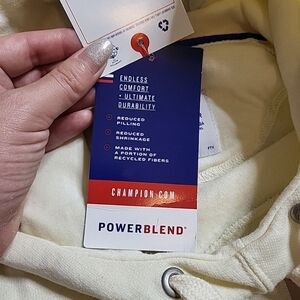 ENDLESS
COMFORT
+ ULTIMATE
DURABILITY
REDUCED
PILLING
REDUCED
SHRINKAGE
MADE WITH
A PORTION OF
RECYCLED FIBERS
CHAMPION.COM
POWERBLEND®